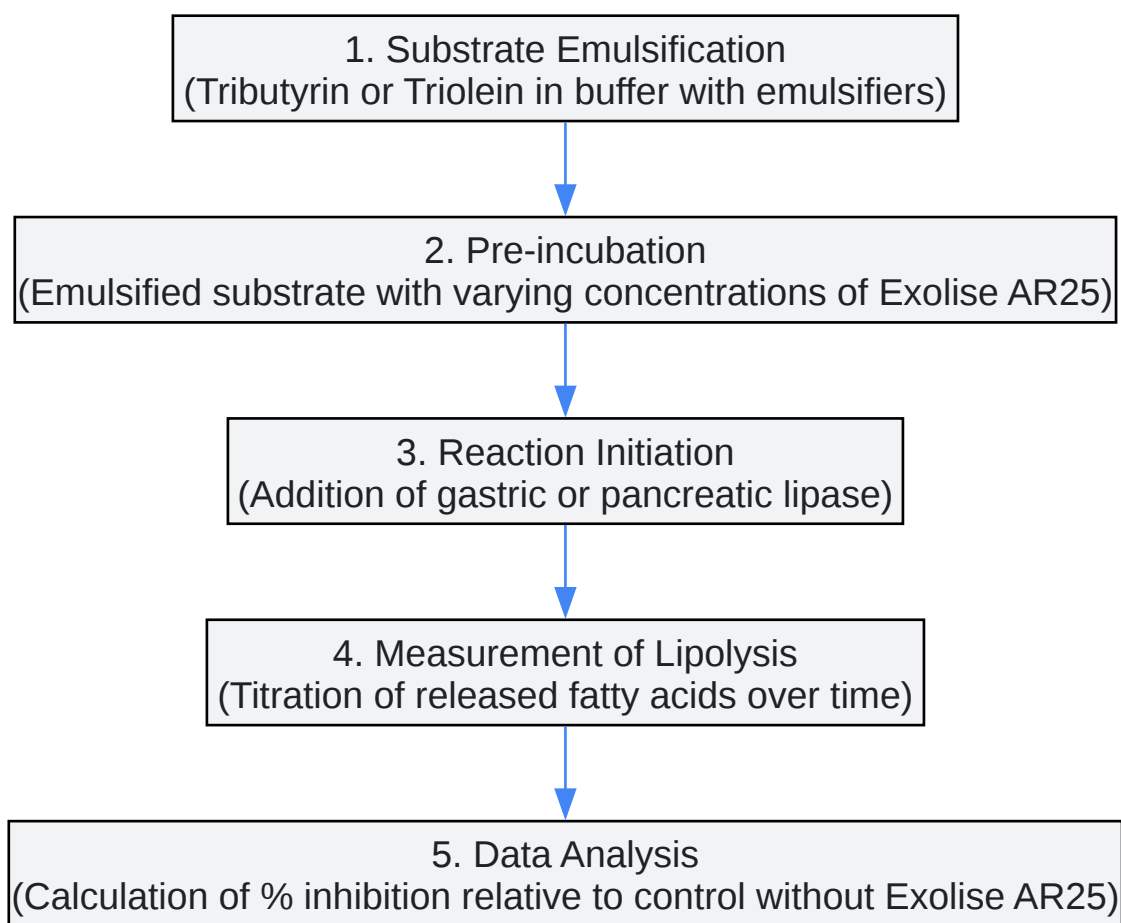 1. Substrate Emulsification
(Tributyrin or Triolein in buffer with emulsifiers)
2. Pre-incubation
(Emulsified substrate with varying concentrations of Exolise AR25)
3. Reaction Initiation
(Addition of gastric or pancreatic lipase)
4. Measurement of Lipolysis
(Titration of released fatty acids over time)
5. Data Analysis
(Calculation of % inhibition relative to control without Exolise AR25)